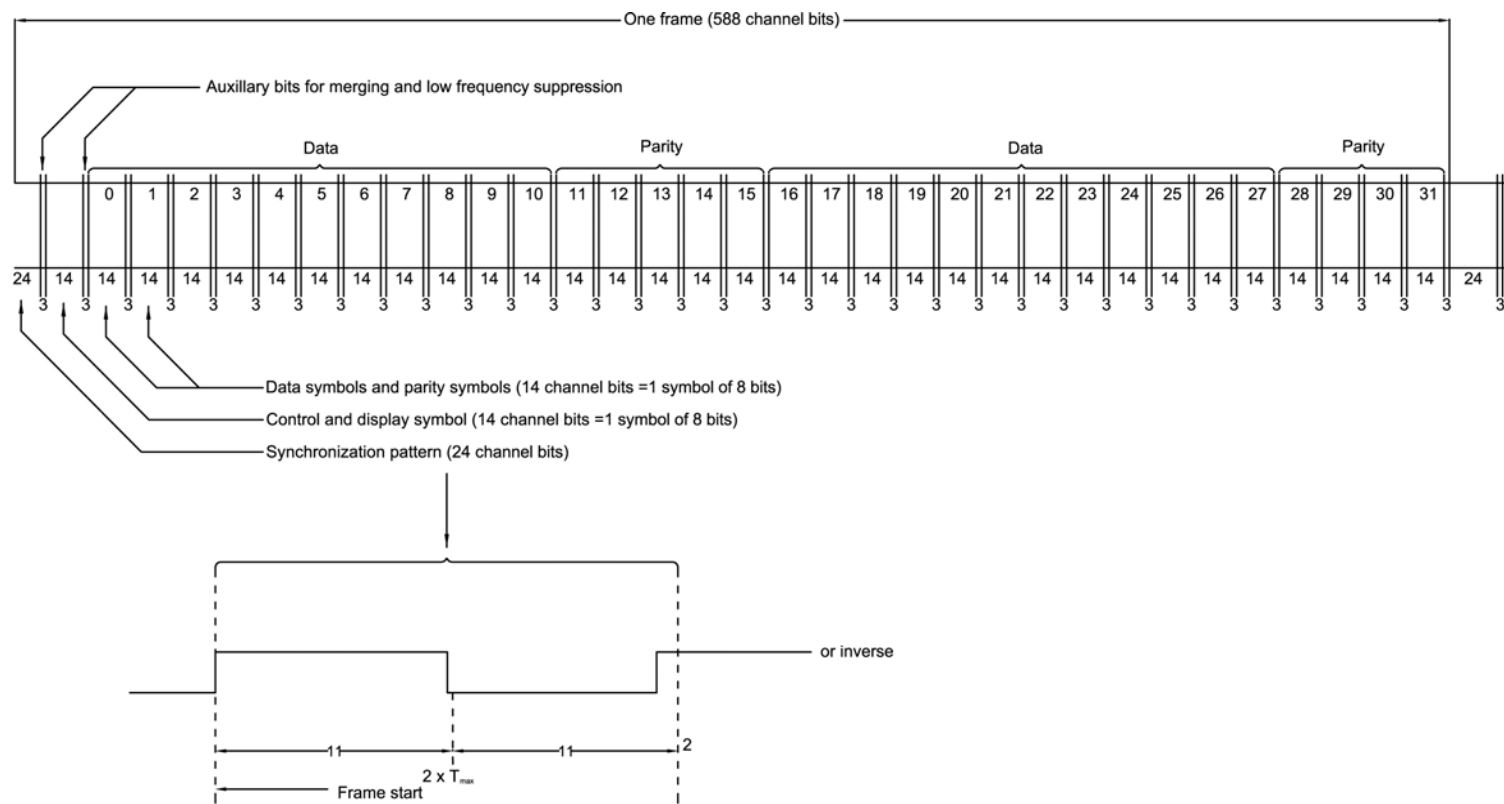 One frame (588 channel bits)
Auxillary bits for merging and low frequency suppression
Data Parity Data Parity
0 1 2 3 4 5 6 7 8 9 10 11 12 13 14 15 16 17 18 19 20 21 22 23 24 25 26 27 28 29 30 31
24 14 14 14 14 14 14 14 14 14 14 14 14 14 14 14 14 14 14 14 14 14 14 14 14 14 14 14 14 14 14 14 14 14 24
3 3 3 3 3 3 3 3 3 3 3 3 3 3 3 3 3 3 3 3 3 3 3 3 3 3 3 3 3 3 3 3 3 3 3
Data symbols and parity symbols (14 channel bits =1 symbol of 8 bits)
Control and display symbol (14 channel bits =1 symbol of 8 bits)
Synchronization pattern (24 channel bits)
or inverse
11 11 2
2 x Tmax
Frame start